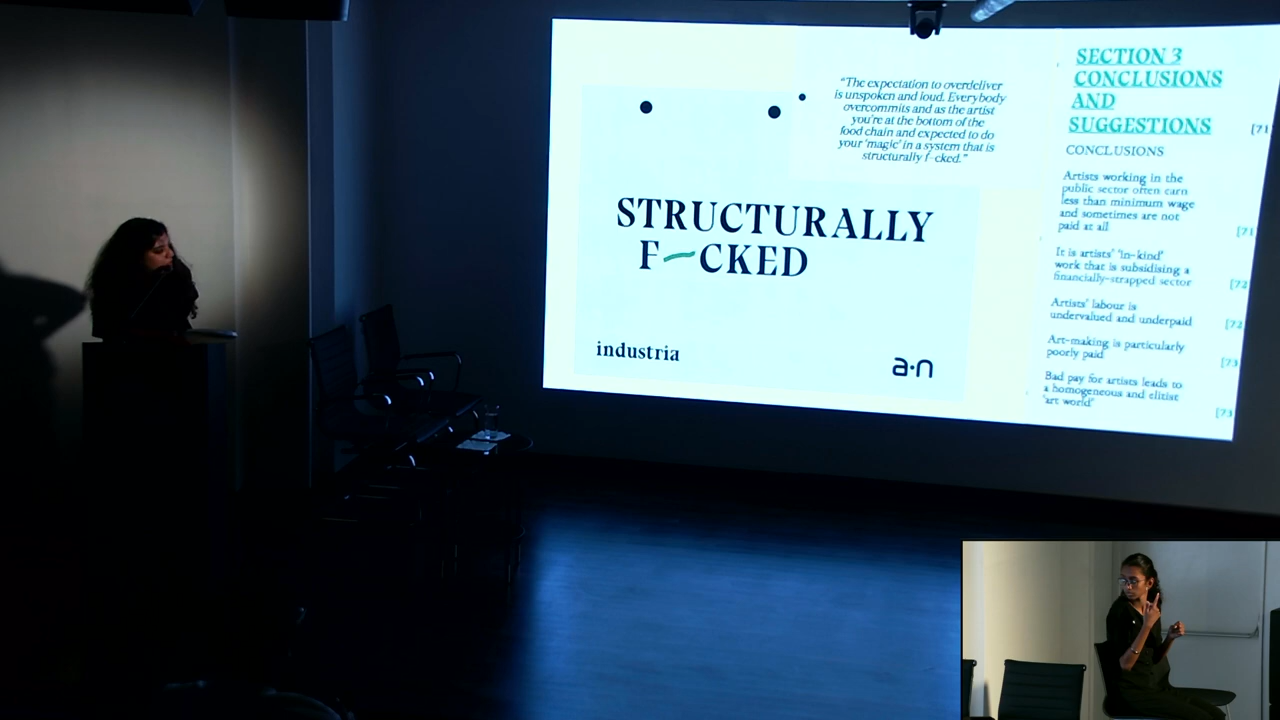 "The expectation to overdeliver
is unspoken and loud. Everybody
overcommits and as the artist
you're at the bottom of the
food chain and expected to do
your 'magic' in a system that is
structurally f-cked."
STRUCTURALLY
F~CKED
industria
a-n
SECTION 3
CONCLUSIONS
AND
SUGGESTIONS
[71
CONCLUSIONS
Artists working in the
public sector often earn
less than minimum wage
and sometimes are not
paid at all
[71
It is artists' 'in-kind'
work that is subsidising a
financially-strapped sector
[72
Artists' labour is
undervalued and underpaid
[72
Art-making is particularly
poorly paid
[73
Bad pay for artists leads to
a homogeneous and elitist
'art world'
[73